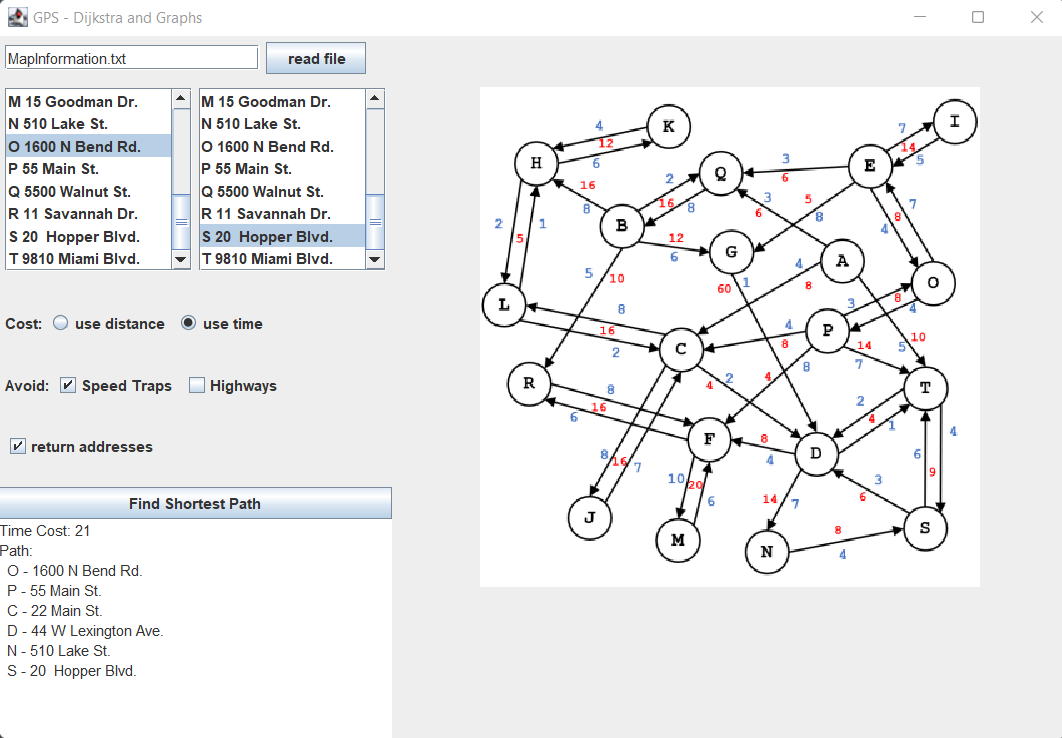 GPS - Dijkstra and Graphs
MapInformation.txt
read file
M 15 Goodman Dr.
N 510 Lake St.
O 1600 N Bend Rd.
P 55 Main St.
Q 5500 Walnut St.
R 11 Savannah Dr.
S 20  Hopper Blvd.
T 9810 Miami Blvd.
M 15 Goodman Dr.
N 510 Lake St.
O 1600 N Bend Rd.
P 55 Main St.
Q 5500 Walnut St.
R 11 Savannah Dr.
S 20  Hopper Blvd.
T 9810 Miami Blvd.
Cost: use distance use time
Avoid: Speed Traps Highways
return addresses
Find Shortest Path
Time Cost: 21
Path:
O - 1600 N Bend Rd.
P - 55 Main St.
C - 22 Main St.
D - 44 W Lexington Ave.
N - 510 Lake St.
S - 20  Hopper Blvd.
I
K
4
7
12
14
3
5
H
6
E
Q
6
2
16
3
5
7
16
8
8
6
8
8
4
B
2
1
12
5
G
A
6
4
5
10
60
1
8
O
L
3
8
8
4
P
4
16
10
2
C
8
14
5
7
R
4
2
4
8
T
8
2
16
4
6
1
4
F
8
D
4
6
8
16
7
10
20
3
9
6
6
14
7
J
M
N
8
4
S